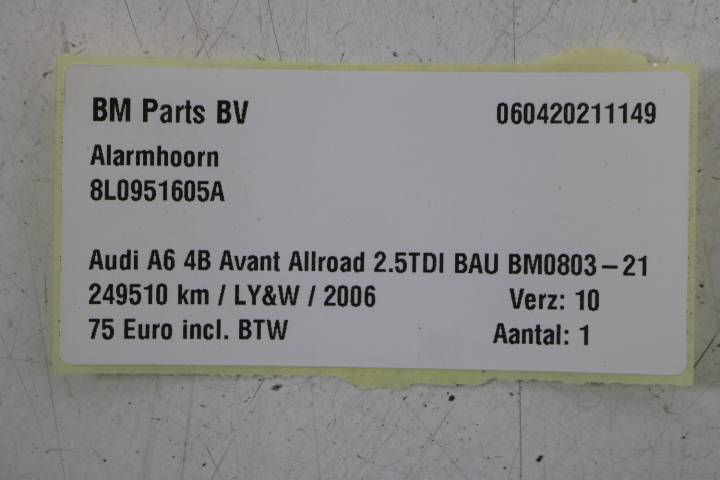 BM Parts BV 060420211149
Alarmhoorn
8L0951605A
Audi A6 4B Avant Allroad 2.5TDI BAU BM0803-21
249510 km / LY&W / 2006 Verz: 10
75 Euro incl. BTW Aantal: 1